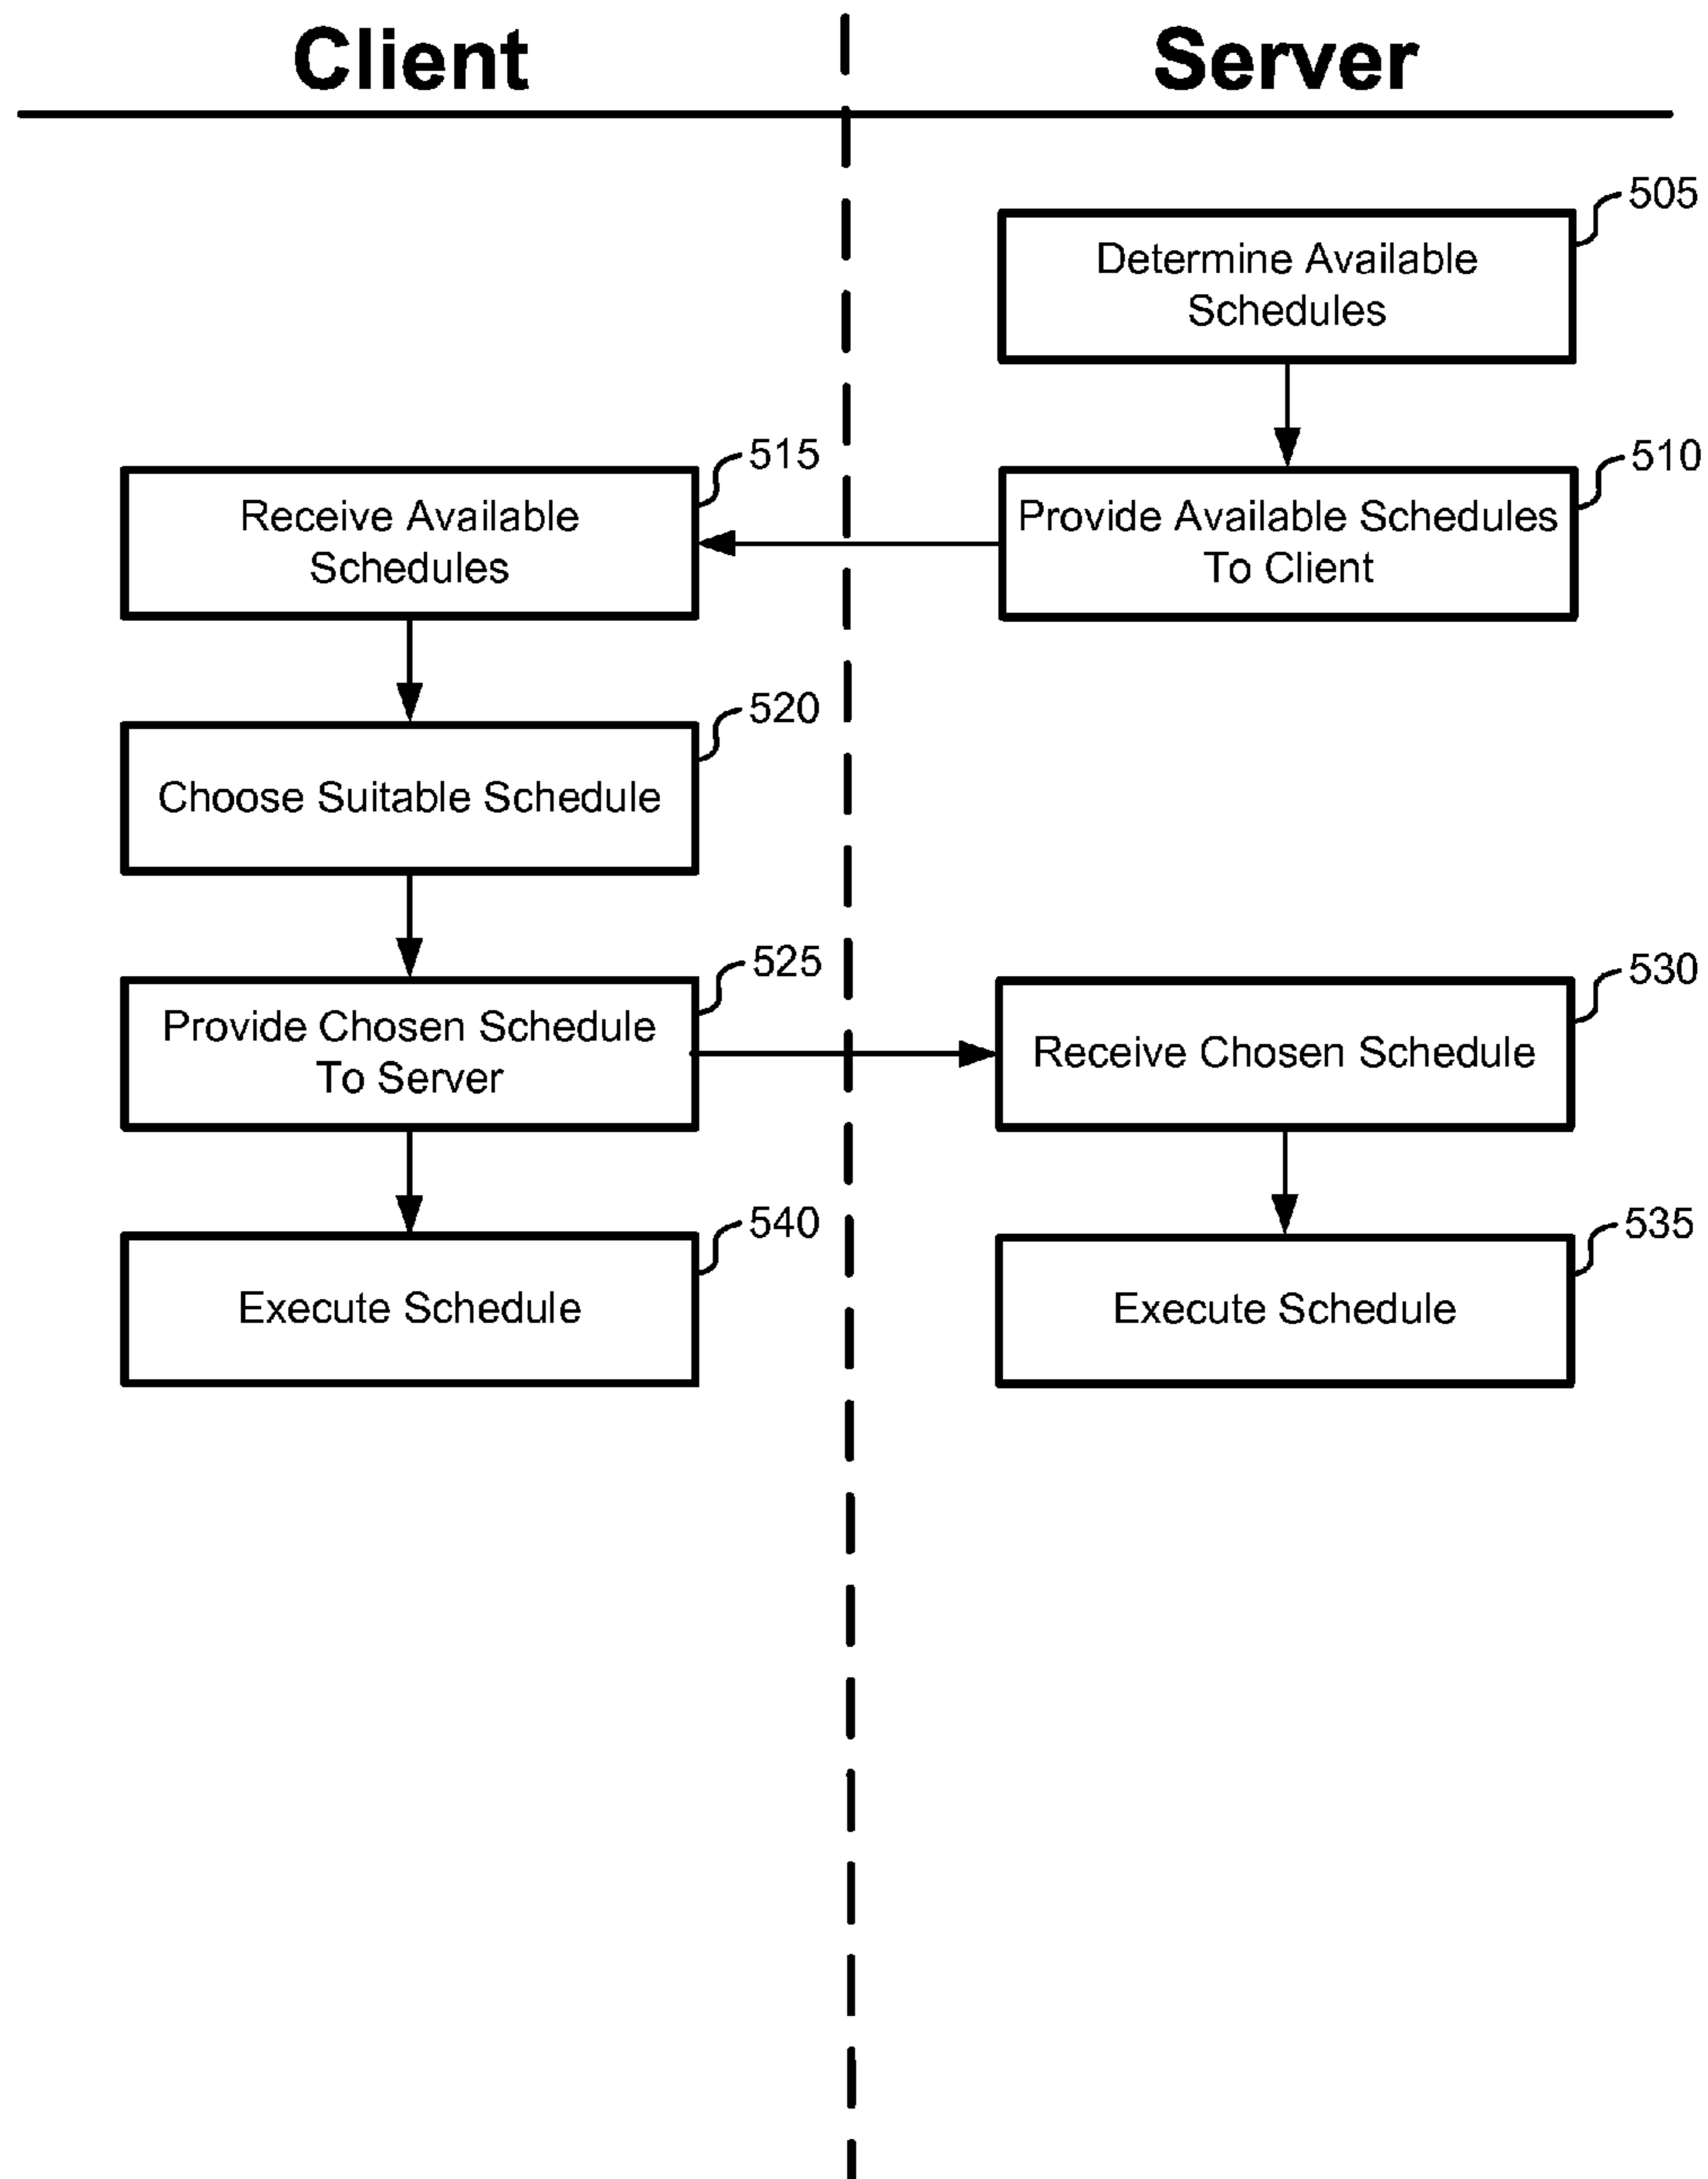 Client
Server
505
Determine Available
Schedules
515
Receive Available
Schedules
510
Provide Available Schedules
To Client
520
Choose Suitable Schedule
525
Provide Chosen Schedule
To Server
530
Receive Chosen Schedule
540
Execute Schedule
535
Execute Schedule